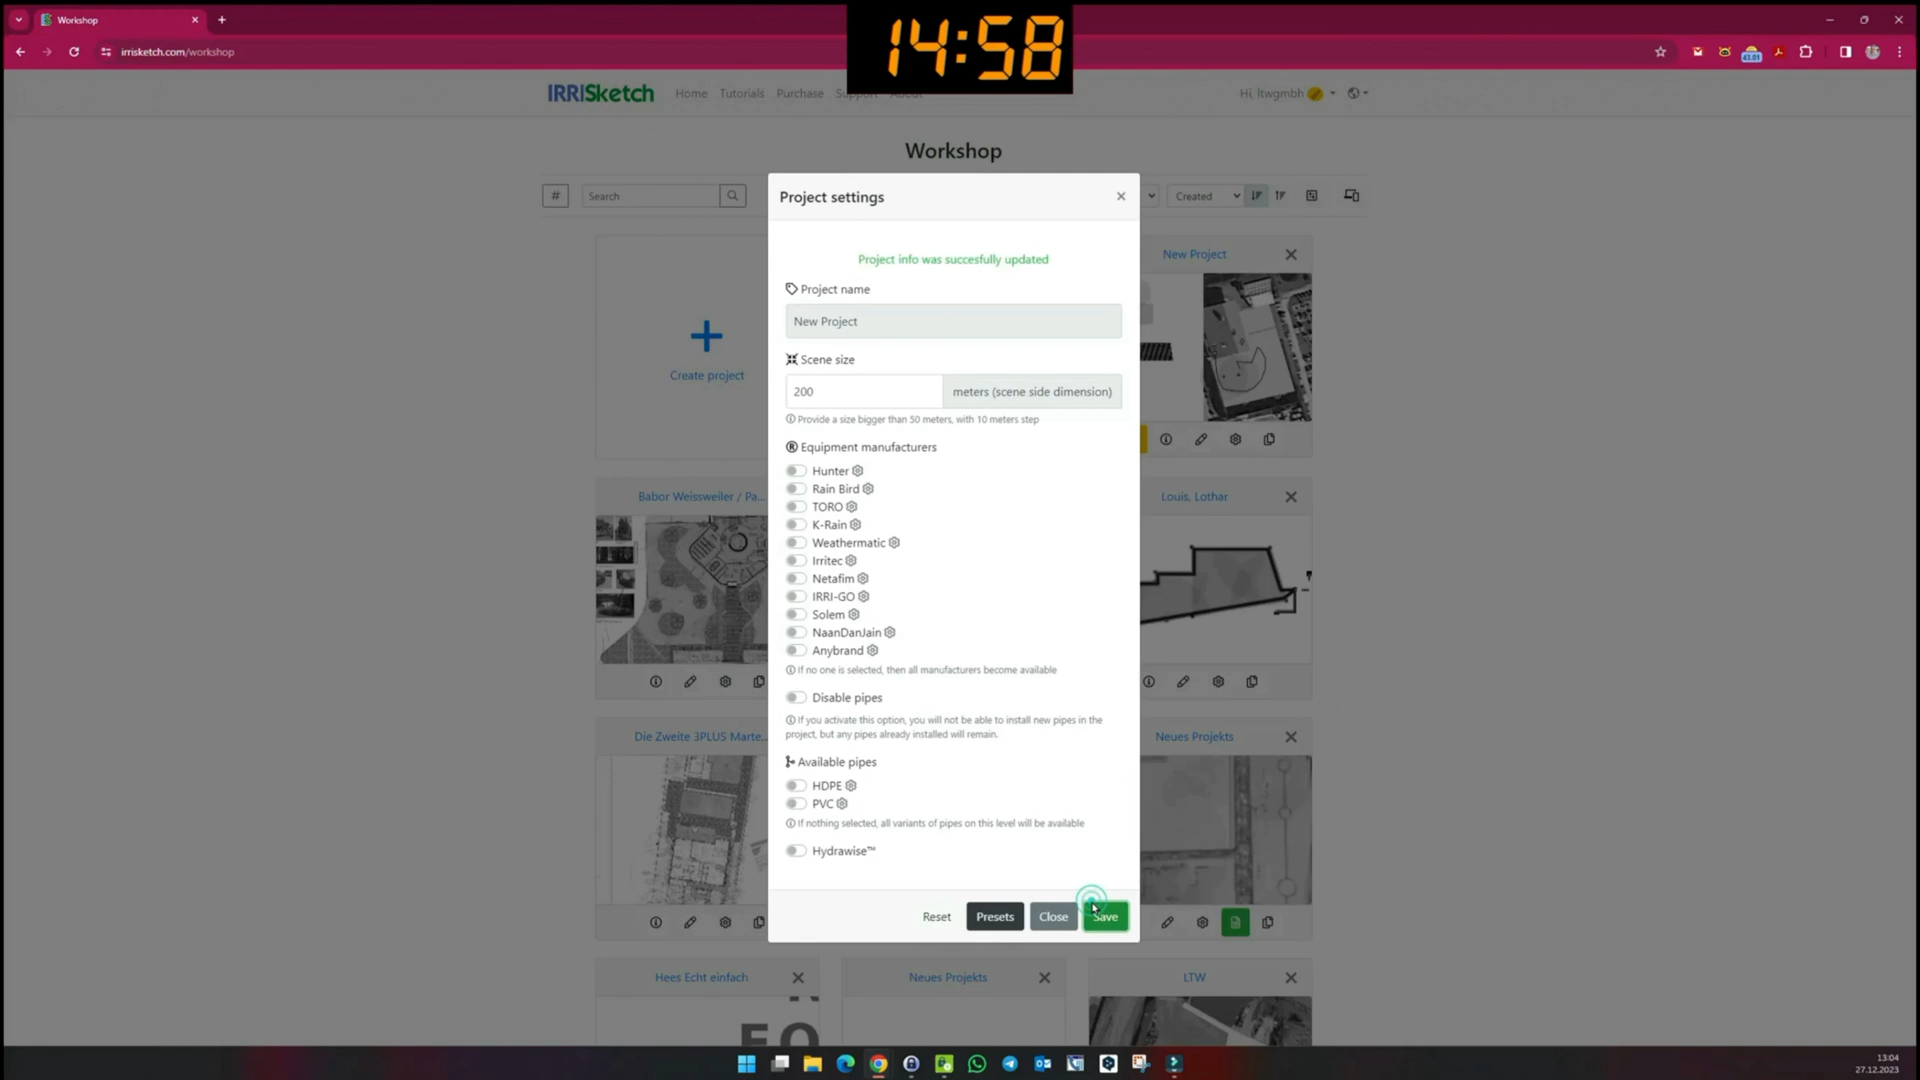 Workshop
14:58
irrisketch.com/workshop
43.01
IRRISketch
Home
Tutorials
Purchase
Support
About
Hi, ltwgmbh
Workshop
#
Search
Created
Project settings
Project info was succesfully updated
Project name
New Project
Scene size
200
meters (scene side dimension)
Provide a size bigger than 50 meters, with 10 meters step
Equipment manufacturers
Hunter
Rain Bird
TORO
K-Rain
Weathermatic
Irritec
Netafim
IRRI-GO
Solem
NaanDanJain
Anybrand
If no one is selected, then all manufacturers become available
Disable pipes
If you activate this option, you will not be able to install new pipes in the
project, but any pipes already installed will remain.
Available pipes
HDPE
PVC
If nothing selected, all variants of pipes on this level will be available
Hydrawise™
Reset
Presets
Close
Save
Create project
New Project
Babor Weissweiler / Pa...
Louis, Lothar
Die Zweite 3PLUS Marte...
Neues Projekts
Hees Echt einfach
Neues Projekts
LTW
13:04
27.12.2023